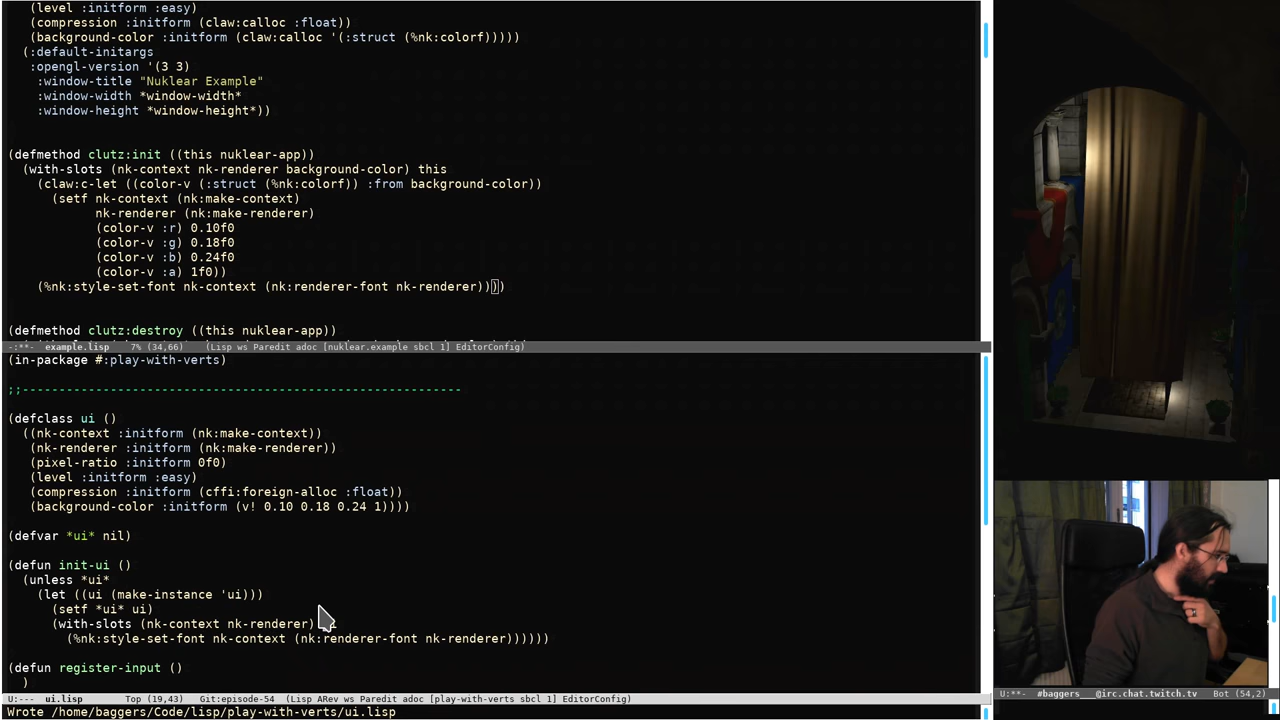 (level :initform :easy)
(compression :initform (claw:calloc :float))
(background-color :initform (claw:calloc '(:struct (%nk:colorf)))))
(:default-initargs
:opengl-version '(3 3)
:window-title "Nuklear Example"
:window-width *window-width*
:window-height *window-height*))
(defmethod clutz:init ((this nuklear-app))
(with-slots (nk-context nk-renderer background-color) this
(claw:c-let ((color-v (:struct (%nk:colorf)) :from background-color))
(setf nk-context (nk:make-context)
nk-renderer (nk:make-renderer)
(color-v :r) 0.10f0
(color-v :g) 0.18f0
(color-v :b) 0.24f0
(color-v :a) 1f0))
(%nk:style-set-font nk-context (nk:renderer-font nk-renderer))))
(defmethod clutz:destroy ((this nuklear-app))
-:**- example.lisp 7% (34,66) (Lisp ws Paredit adoc [nuklear.example sbcl 1] EditorConfig)
(in-package #:play-with-verts)
;;------------------------------------------------------------
(defclass ui ()
((nk-context :initform (nk:make-context))
(nk-renderer :initform (nk:make-renderer))
(pixel-ratio :initform 0f0)
(level :initform :easy)
(compression :initform (cffi:foreign-alloc :float))
(background-color :initform (v! 0.10 0.18 0.24 1))))
(defvar *ui* nil)
(defun init-ui ()
(unless *ui*
(let ((ui (make-instance 'ui)))
(setf *ui* ui)
(with-slots (nk-context nk-renderer)
(%nk:style-set-font nk-context (nk:renderer-font nk-renderer))))))
(defun register-input ()
)
U:--- ui.lisp Top (19,43) Git:episode-54 (Lisp ARev ws Paredit adoc [play-with-verts sbcl 1] EditorConfig)
U:**- #baggers___@irc.chat.twitch.tv Bot (54,2)
Wrote /home/baggers/Code/lisp/play-with-verts/ui.lisp